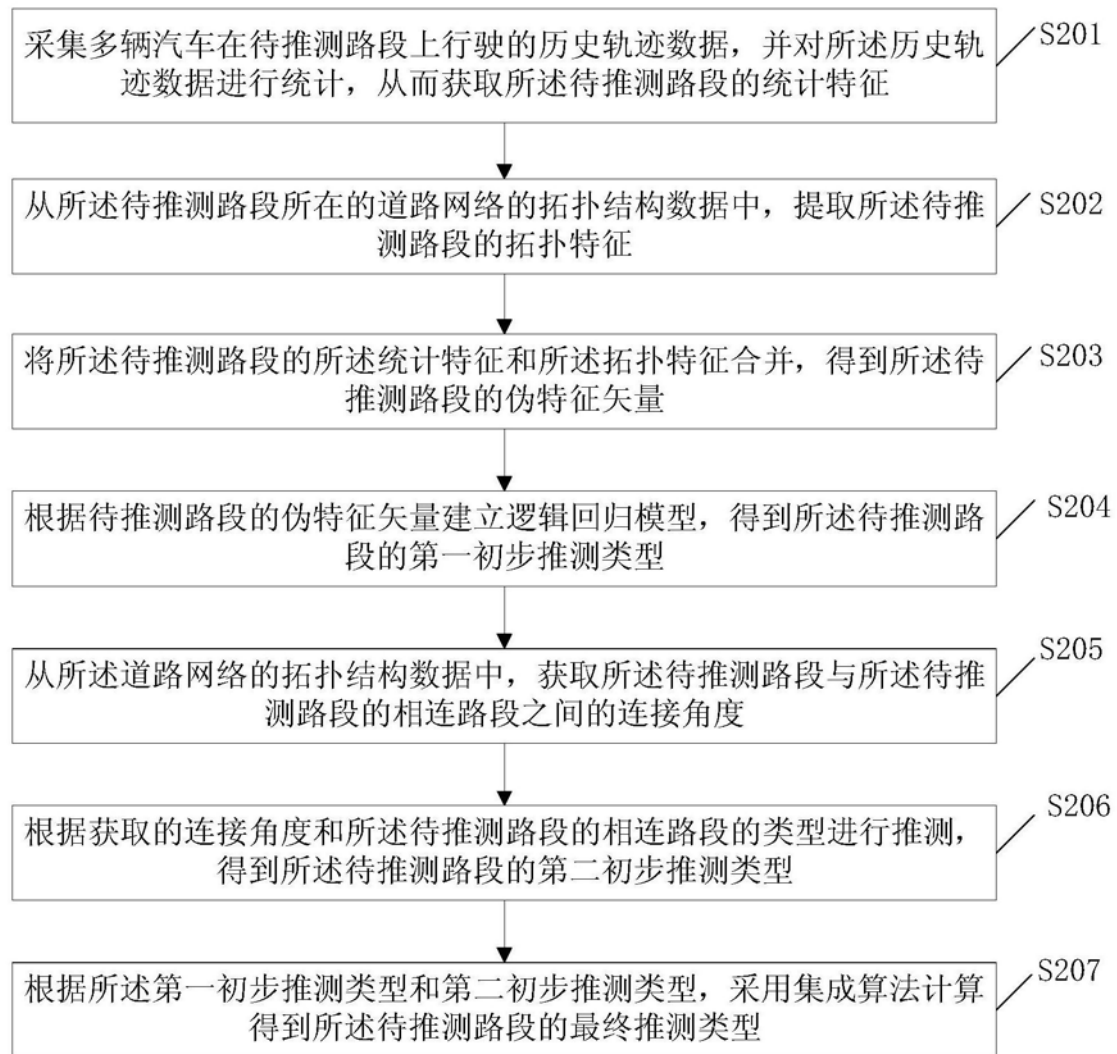 采集多辆汽车在待推测路段上行驶的历史轨迹数据，并对所述历史轨
迹数据进行统计，从而获取所述待推测路段的统计特征
S201
从所述待推测路段所在的道路网络的拓扑结构数据中，提取所述待推
测路段的拓扑特征
S202
将所述待推测路段的所述统计特征和所述拓扑特征合并，得到所述待
推测路段的伪特征矢量
S203
根据待推测路段的伪特征矢量建立逻辑回归模型，得到所述待推测路
段的第一初步推测类型
S204
从所述道路网络的拓扑结构数据中，获取所述待推测路段与所述待推
测路段的相连路段之间的连接角度
S205
根据获取的连接角度和所述待推测路段的相连路段的类型进行推测，
得到所述待推测路段的第二初步推测类型
S206
根据所述第一初步推测类型和第二初步推测类型，采用集成算法计算
得到所述待推测路段的最终推测类型
S207